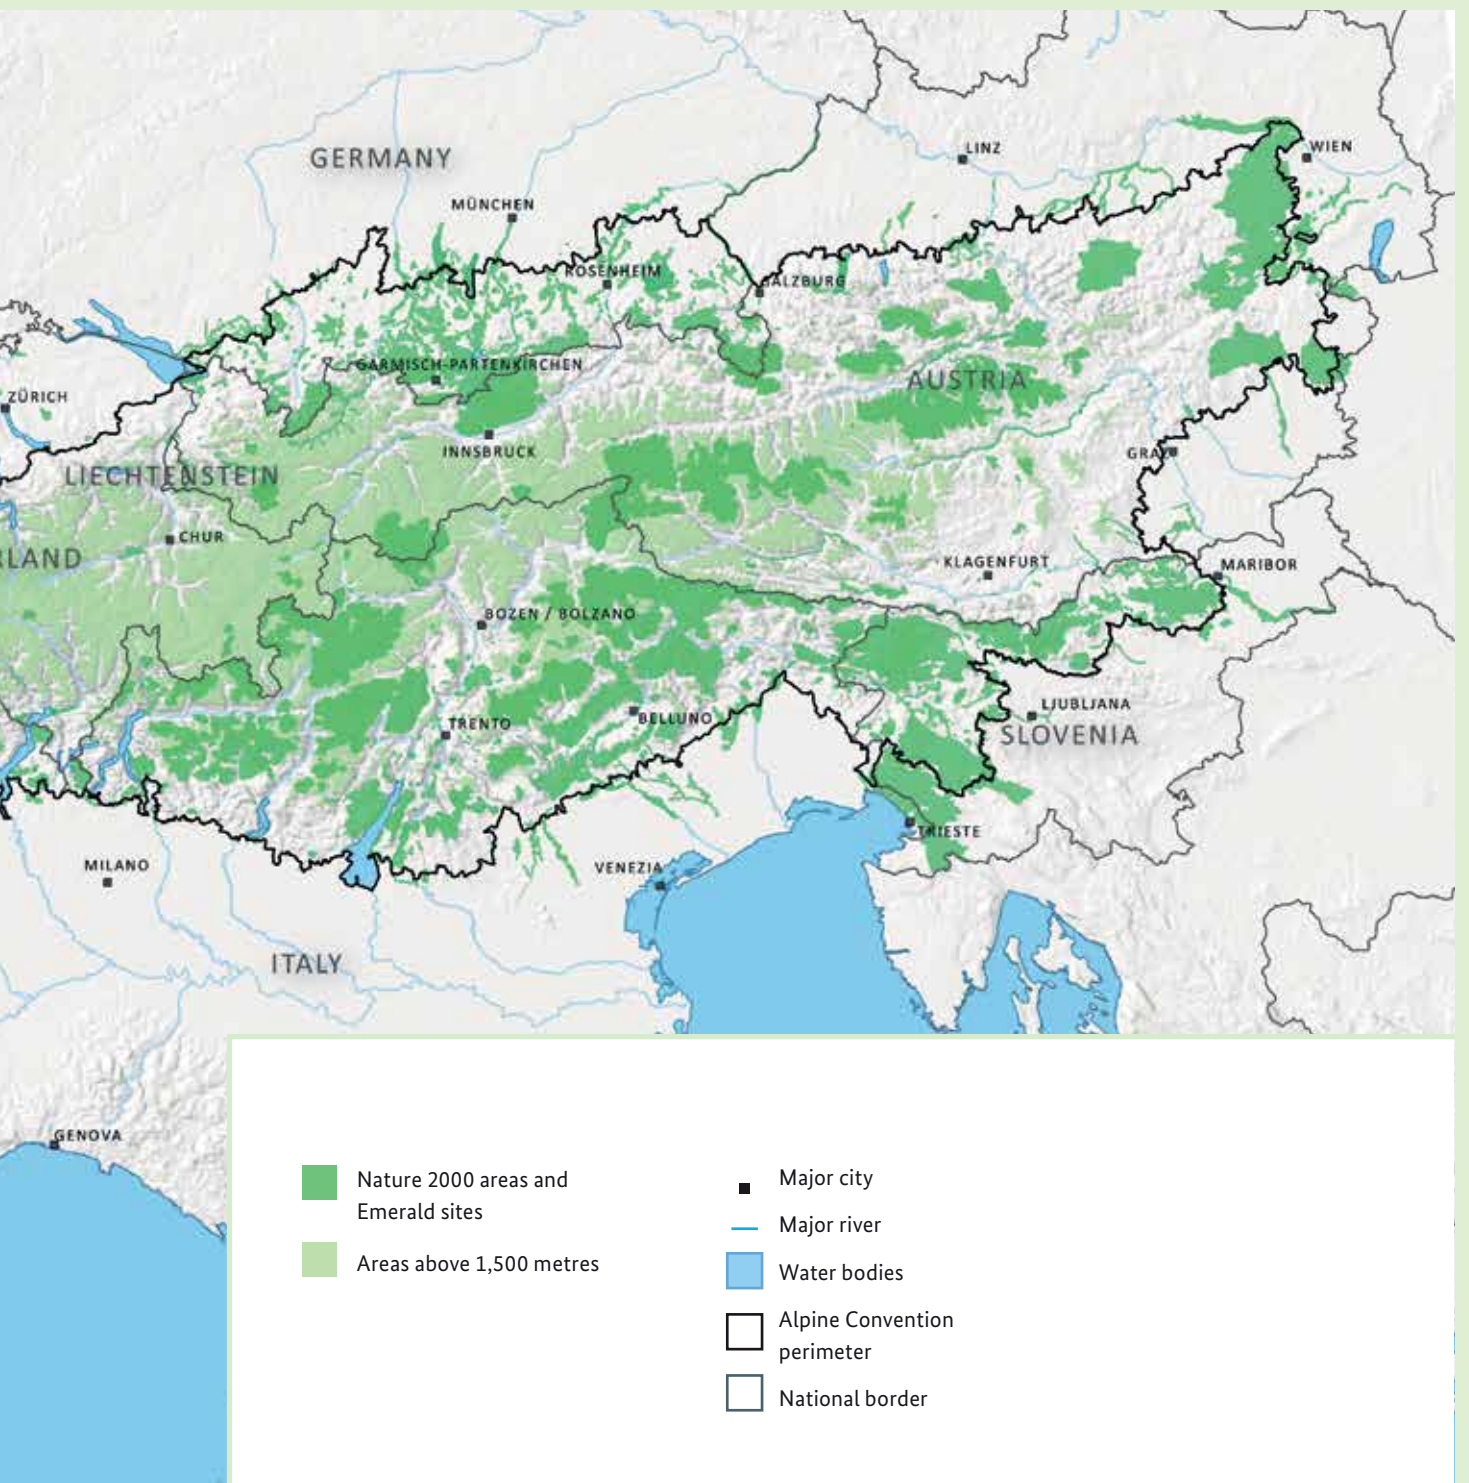 LINZ
WIEN
GERMANY
MÜNCHEN
ROSENHEIM
SALZBURG
GARMISCH-PARTENKIRCHEN
AUSTRIA
ZÜRICH
INNSBRUCK
GRAZ
LIECHTENSTEIN
CHUR
RLAND
KLAGENFURT
MARIBOR
BOZEN / BOLZANO
LJUBLJANA
TRENTO
BELLUNO
SLOVENIA
TRIESTE
MILANO
VENEZIA
ITALY
GENOVA
Nature 2000 areas and
Emerald sites
Areas above 1,500 metres
Major city
Major river
Water bodies
Alpine Convention
perimeter
National border